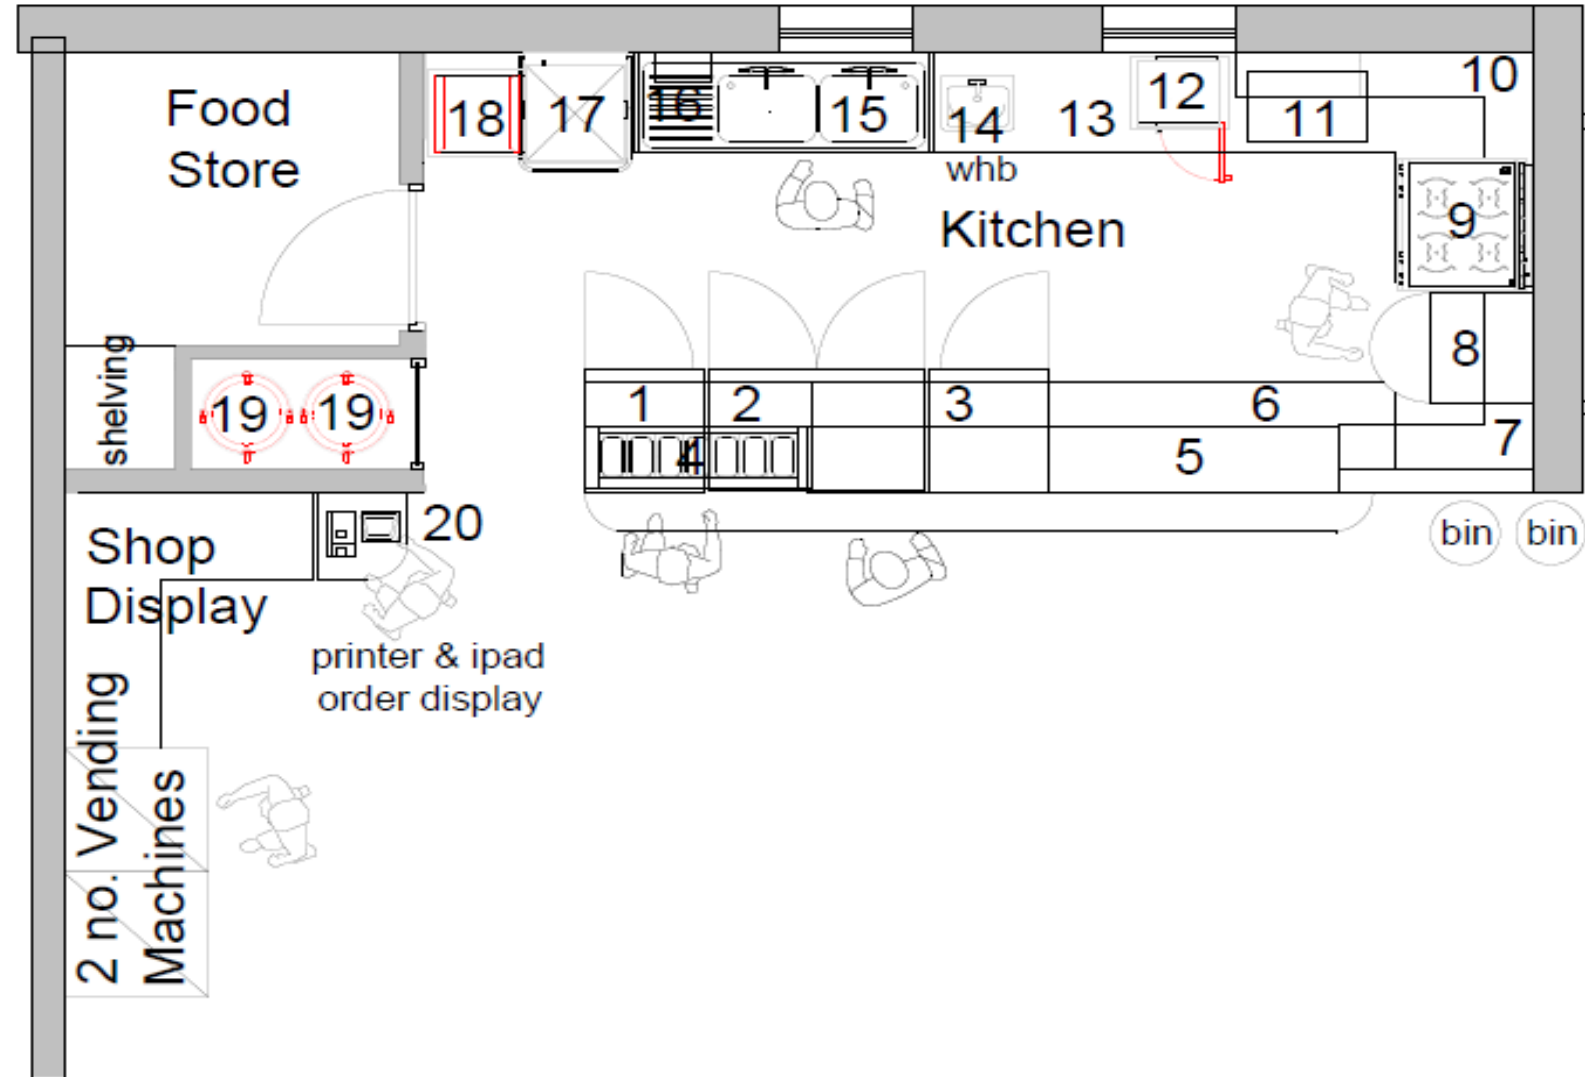 Food
Store
18
17
16
15
14
whb
13
12
11
10
Kitchen
9
8
shelving
19
19
1
2
3
4
5
6
7
bin
bin
Shop
Display
20
printer & ipad
order display
2 no. Vending
Machines